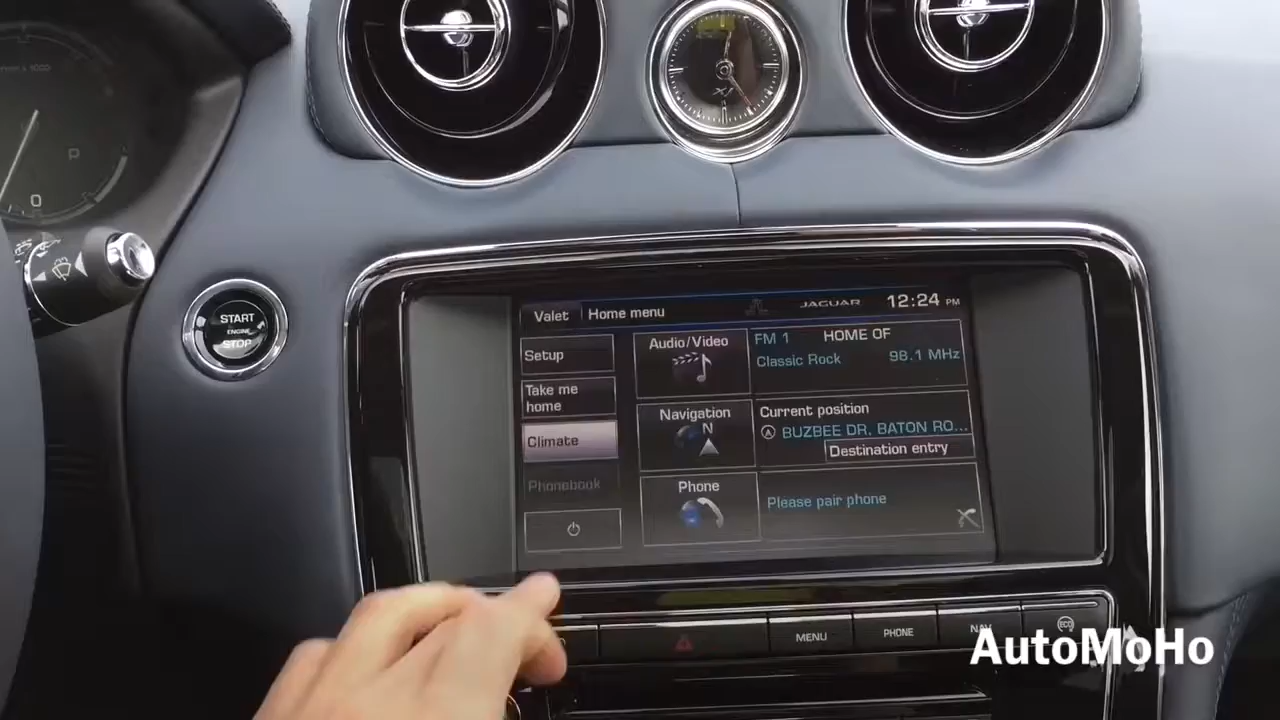 XJ
P
0
START
ENGINE
STOP
Valet
Home menu
JAGUAR
12:24 PM
Setup
Take me
home
Climate
Phonebook
Audio/Video
FM 1
HOME OF
Classic Rock
98.1 MHz
Navigation
N
Current position
BUZBEE DR, BATON RO...
Destination entry
Phone
Please pair phone
MENU
PHONE
NAV
ECO
AutoMoHo